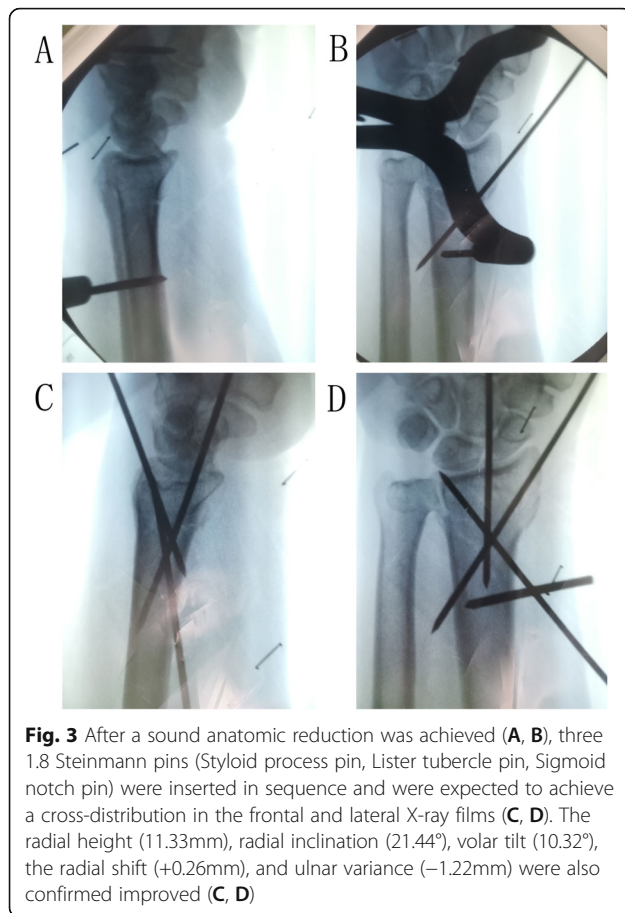 A
B
C
D
Fig. 3 After a sound anatomic reduction was achieved (A, B), three
1.8 Steinmann pins (Styloid process pin, Lister tubercle pin, Sigmoid
notch pin) were inserted in sequence and were expected to achieve
a cross-distribution in the frontal and lateral X-ray films (C, D). The
radial height (11.33mm), radial inclination (21.44°), volar tilt (10.32°),
the radial shift (+0.26mm), and ulnar variance (−1.22mm) were also
confirmed improved (C, D)